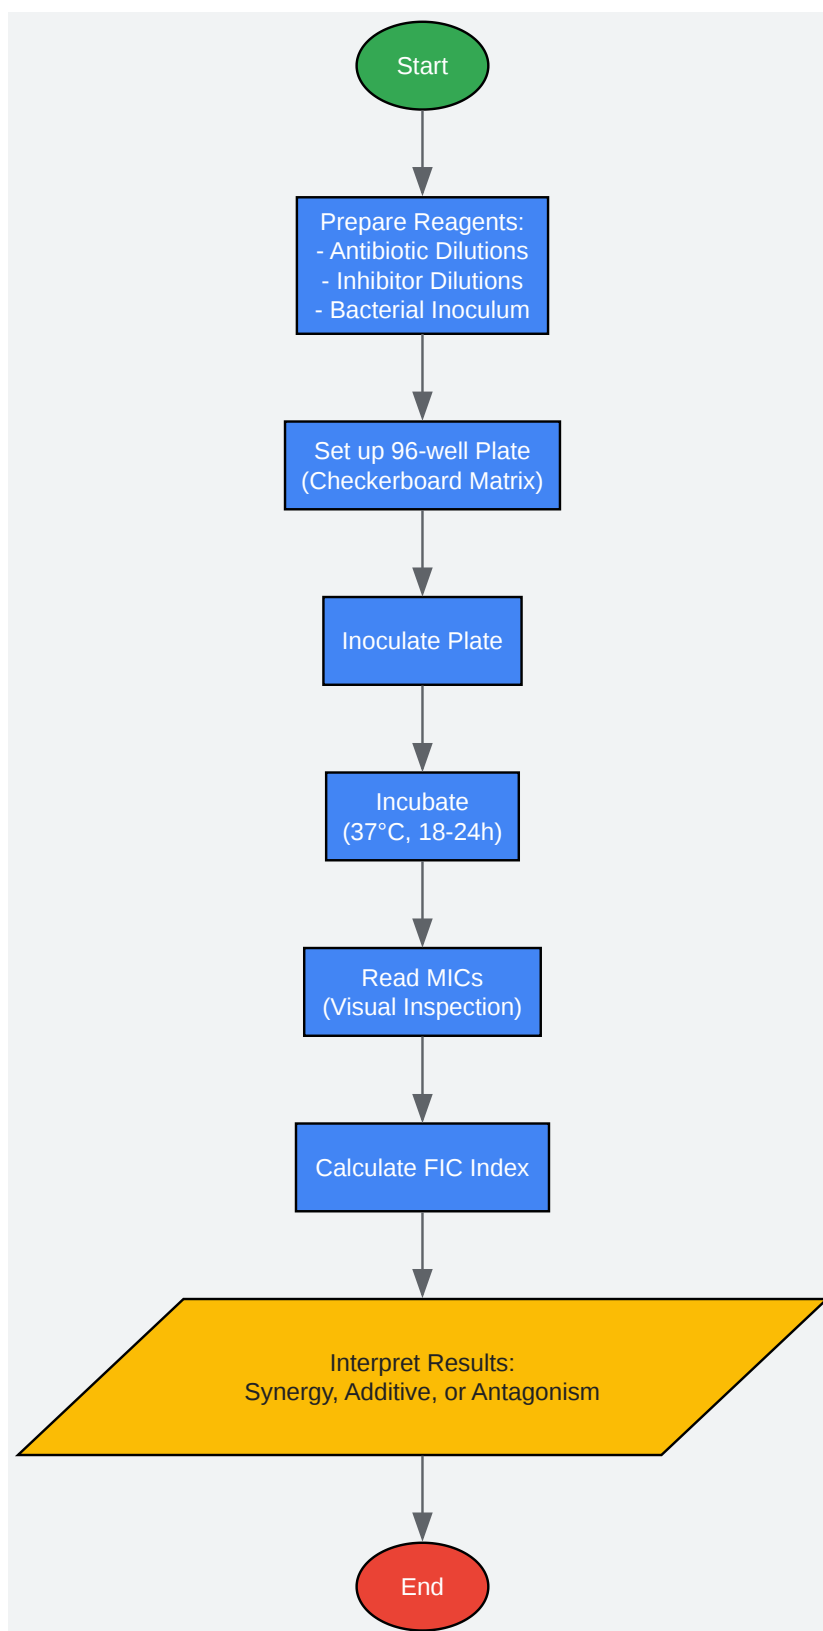 Start
Prepare Reagents:
- Antibiotic Dilutions
- Inhibitor Dilutions
- Bacterial Inoculum
Set up 96-well Plate
(Checkerboard Matrix)
Inoculate Plate
Incubate
(37°C, 18-24h)
Read MICs
(Visual Inspection)
Calculate FIC Index
Interpret Results:
Synergy, Additive, or Antagonism
End